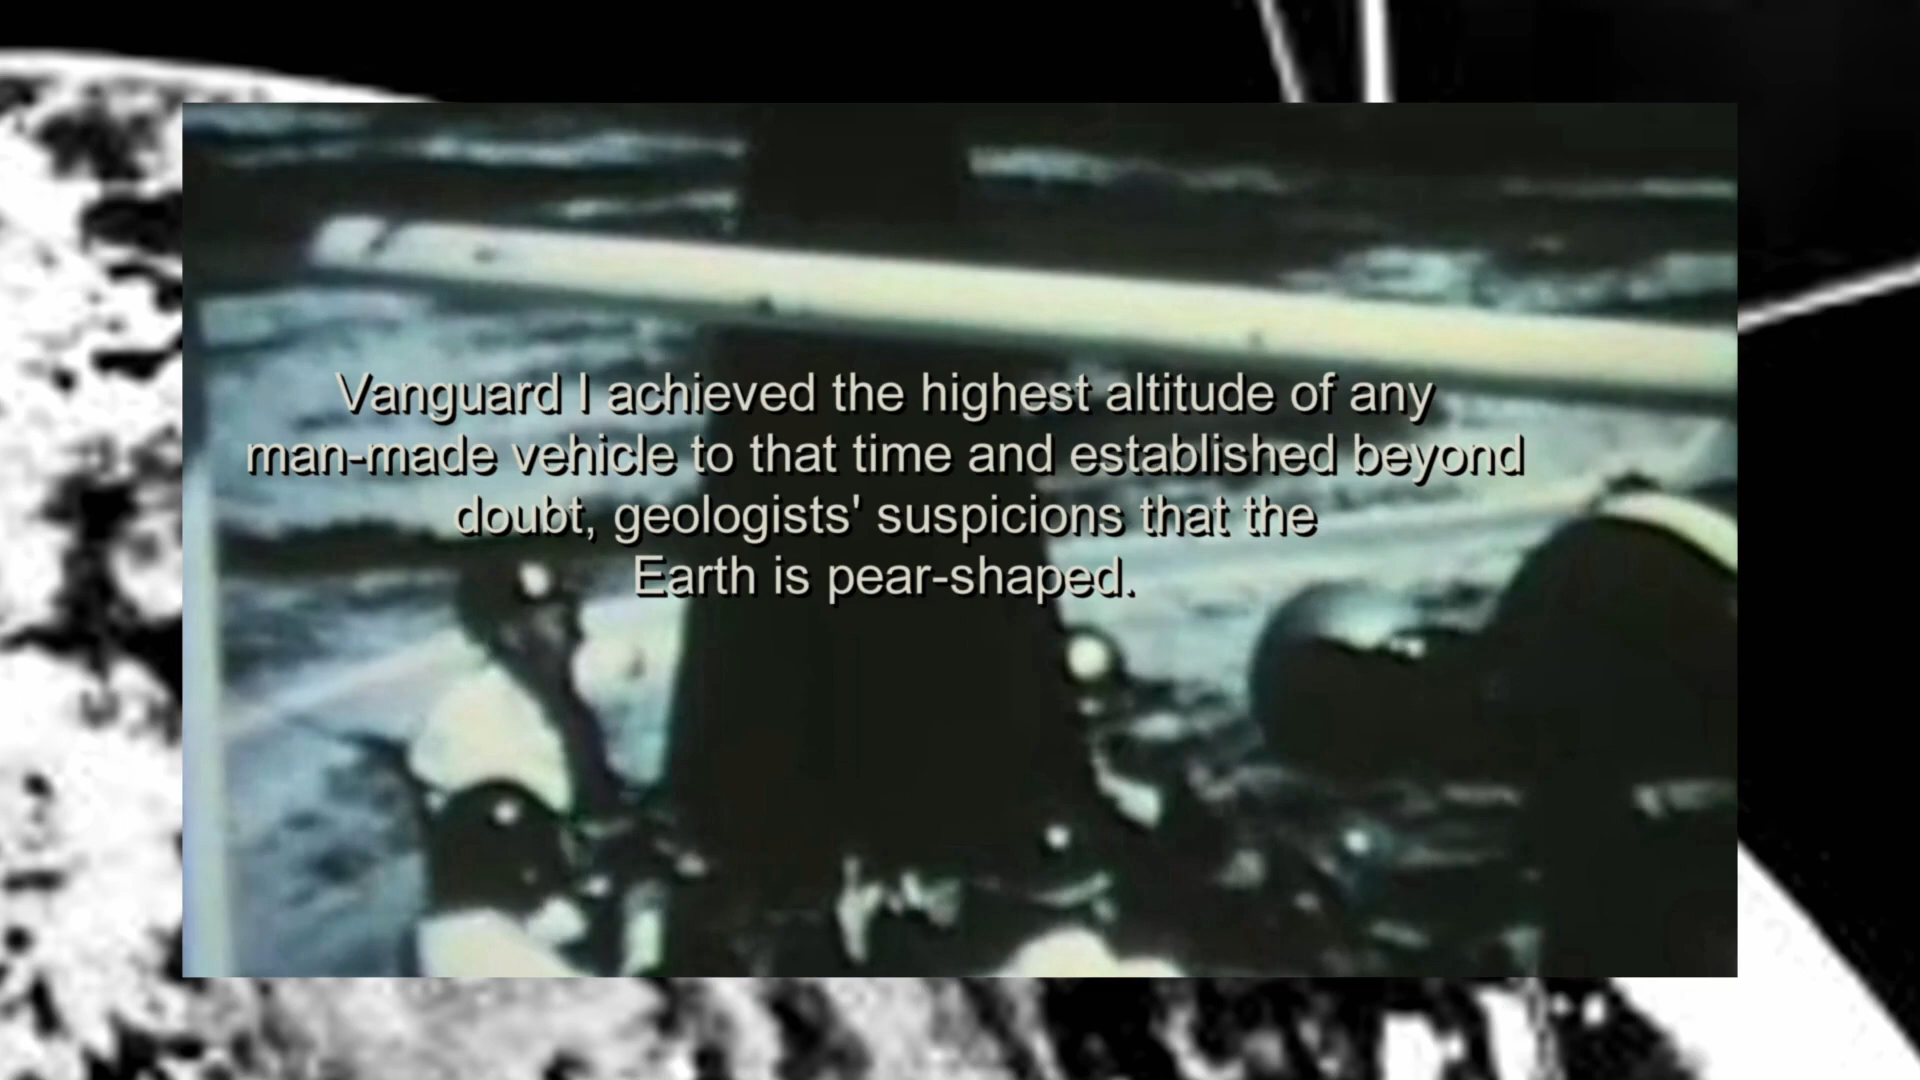 Vanguard I achieved the highest altitude of any
man-made vehicle to that time and established beyond
doubt, geologists' suspicions that the
Earth is pear-shaped.